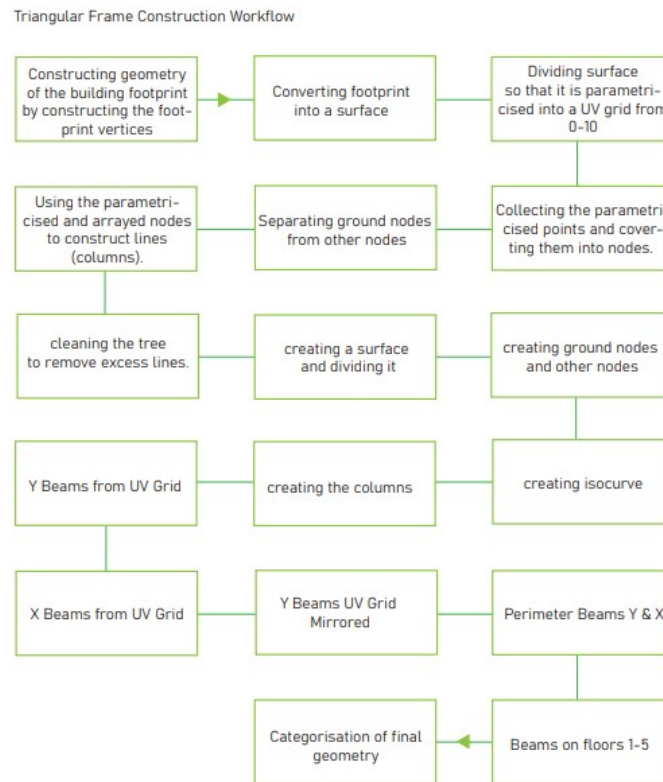 Triangular Frame Construction Workflow
Constructing geometry
of the building footprint
by constructing the foot-
print vertices
Converting footprint
into a surface
Dividing surface
so that it is parametri-
cised into a UV grid from
0-10
Using the parametri-
cised and arrayed nodes
to construct lines
(columns).
Separating ground nodes
from other nodes
Collecting the parametri
cised points and cover-
ting them into nodes.
cleaning the tree
to remove excess lines.
creating a surface
and dividing it
creating ground nodes
and other nodes
Y Beams from UV Grid
creating the columns
creating isocurve
X Beams from UV Grid
Y Beams UV Grid
Mirrored
Perimeter Beams Y & X
Categorisation of final
geometry
Beams on floors 1-5